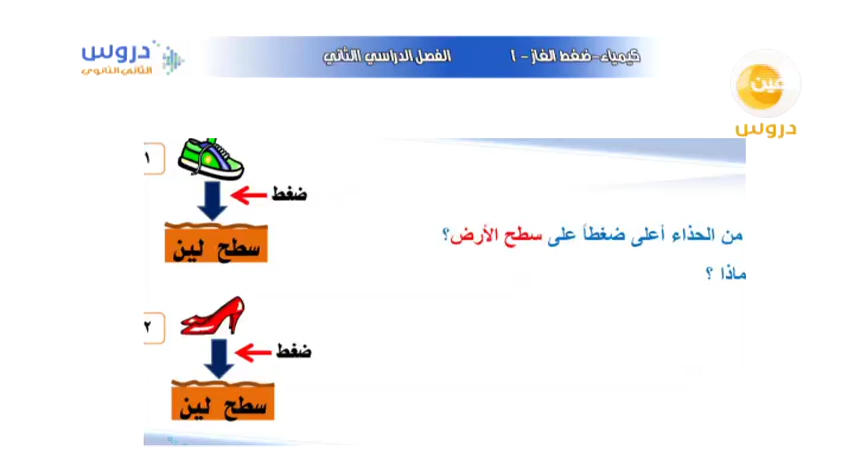 دروس
الثاني الثانوي
كيمياء-ضغط الغاز - ١ الفصل الدراسي الثاني
عين
دروس
١
ضغط
سطح لين
من الحذاء أعلى ضغطاً على سطح الأرض؟
ماذا ؟
٢
ضغط
سطح لين